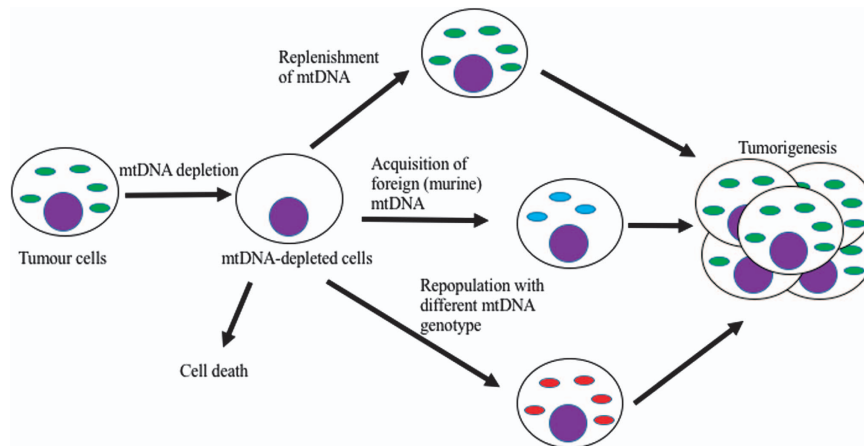 Replenishment
of mtDNA
Tumorigenesis
mtDNA depletion
Acquisition of
foreign (murine)
mtDNA
Tumour cells
mtDNA-depleted cells
Repopulation with
different mtDNA
genotype
Cell death